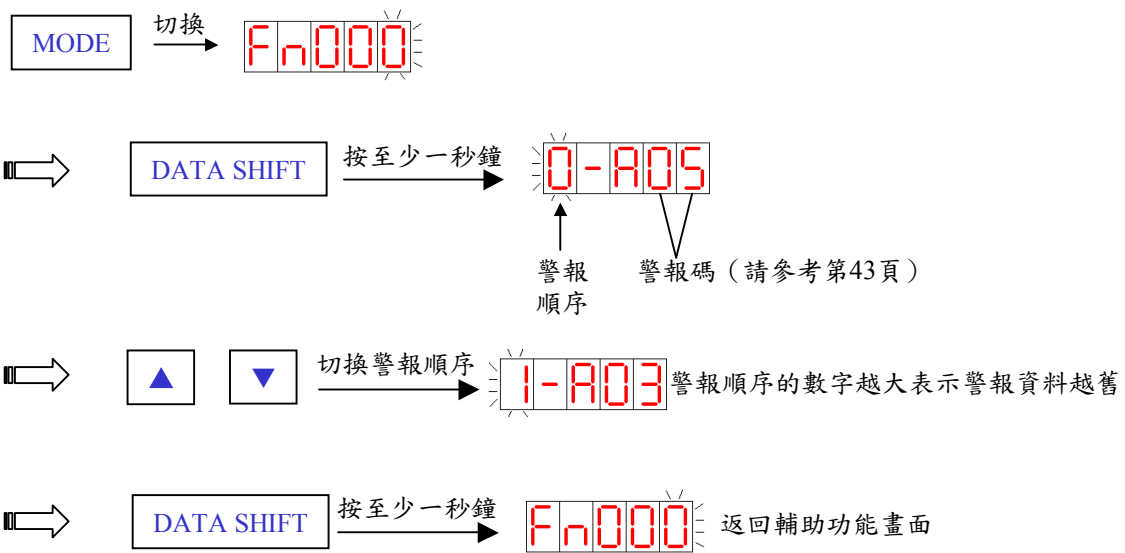 MODE 切換 Fn000
DATA SHIFT 按至少一秒鐘 0-A05
警報順序 警報碼(請參考第43頁)
▲ ▼ 切換警報順序 1-A03 警報順序的數字越大表示警報資料越舊
DATA SHIFT 按至少一秒鐘 Fn000 返回輔助功能畫面